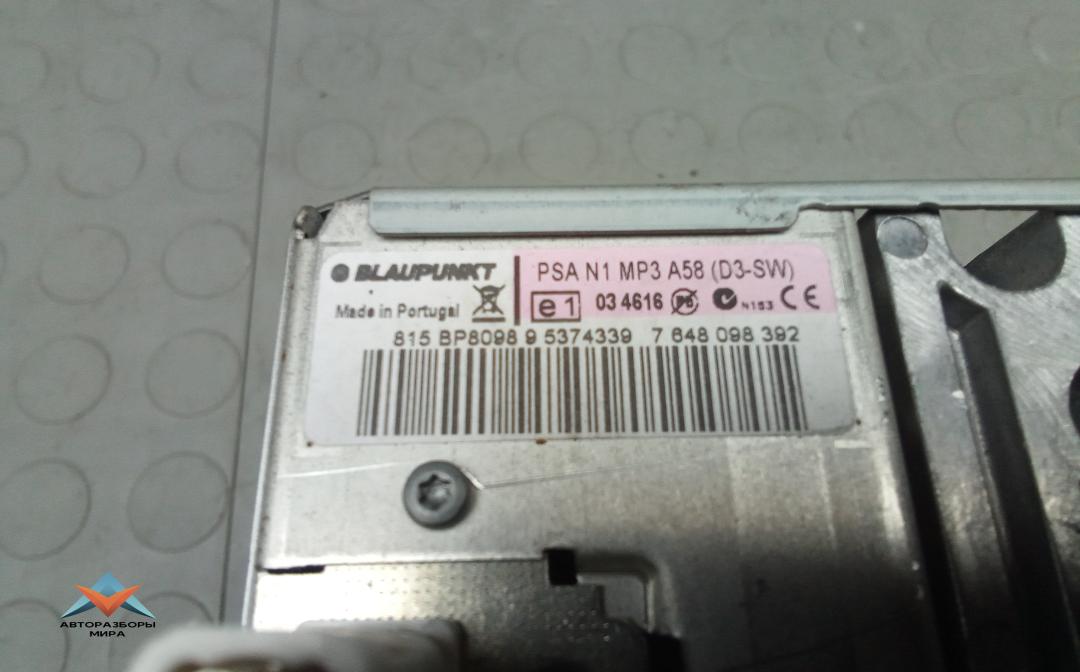 BLAUPUNKT
PSA N1 MP3 A58 (D3-SW)
Made in Portugal
e1 03 4616 Pb N153 CE
815 BP8098 9 5374339 7 648 098 392
АВТОРАЗБОРЫ
МИРА